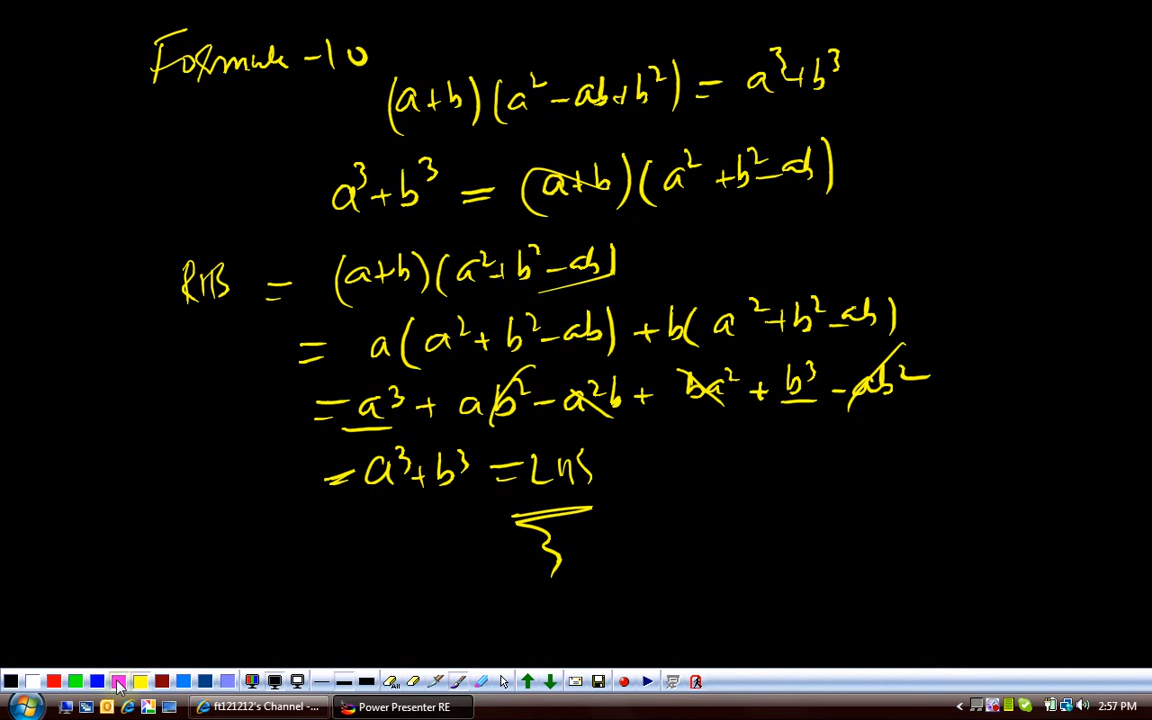 Formula -10
(a+b)(a² -ab+b²) = a³+b³
a³+b³ = (a+b)(a² +b²-ab)
RHS = (a+b)(a²+b²-ab)
= a(a²+b²-ab) +b(a²+b²-ab)
=a³ + ab² -a²b + ba² + b³ -ab²
=a³+b³ =LHS
ft121212's Channel -...
Power Presenter RE
2:57 PM